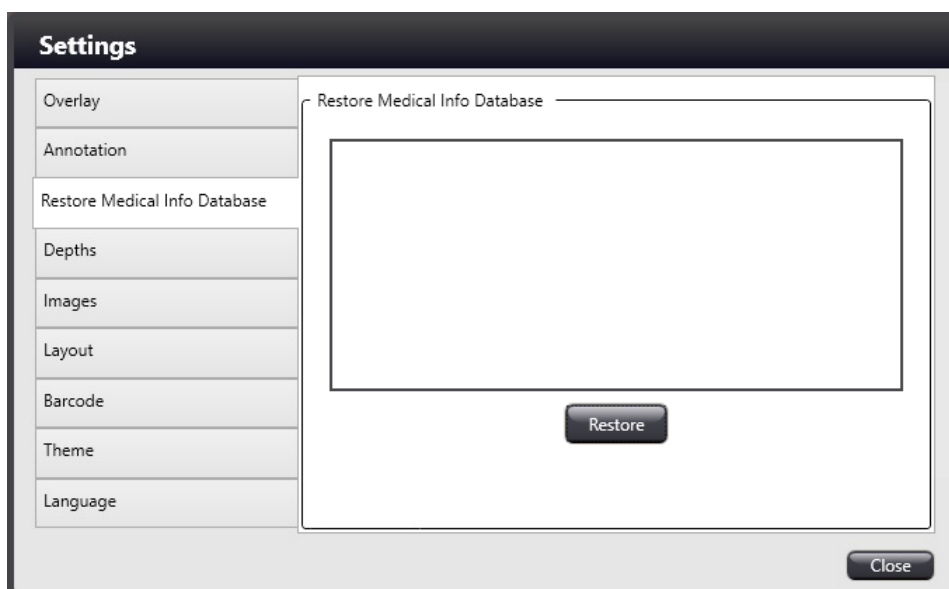 Settings
Overlay
Annotation
Restore Medical Info Database
Depths
Images
Layout
Barcode
Theme
Language
Restore Medical Info Database
Restore
Close